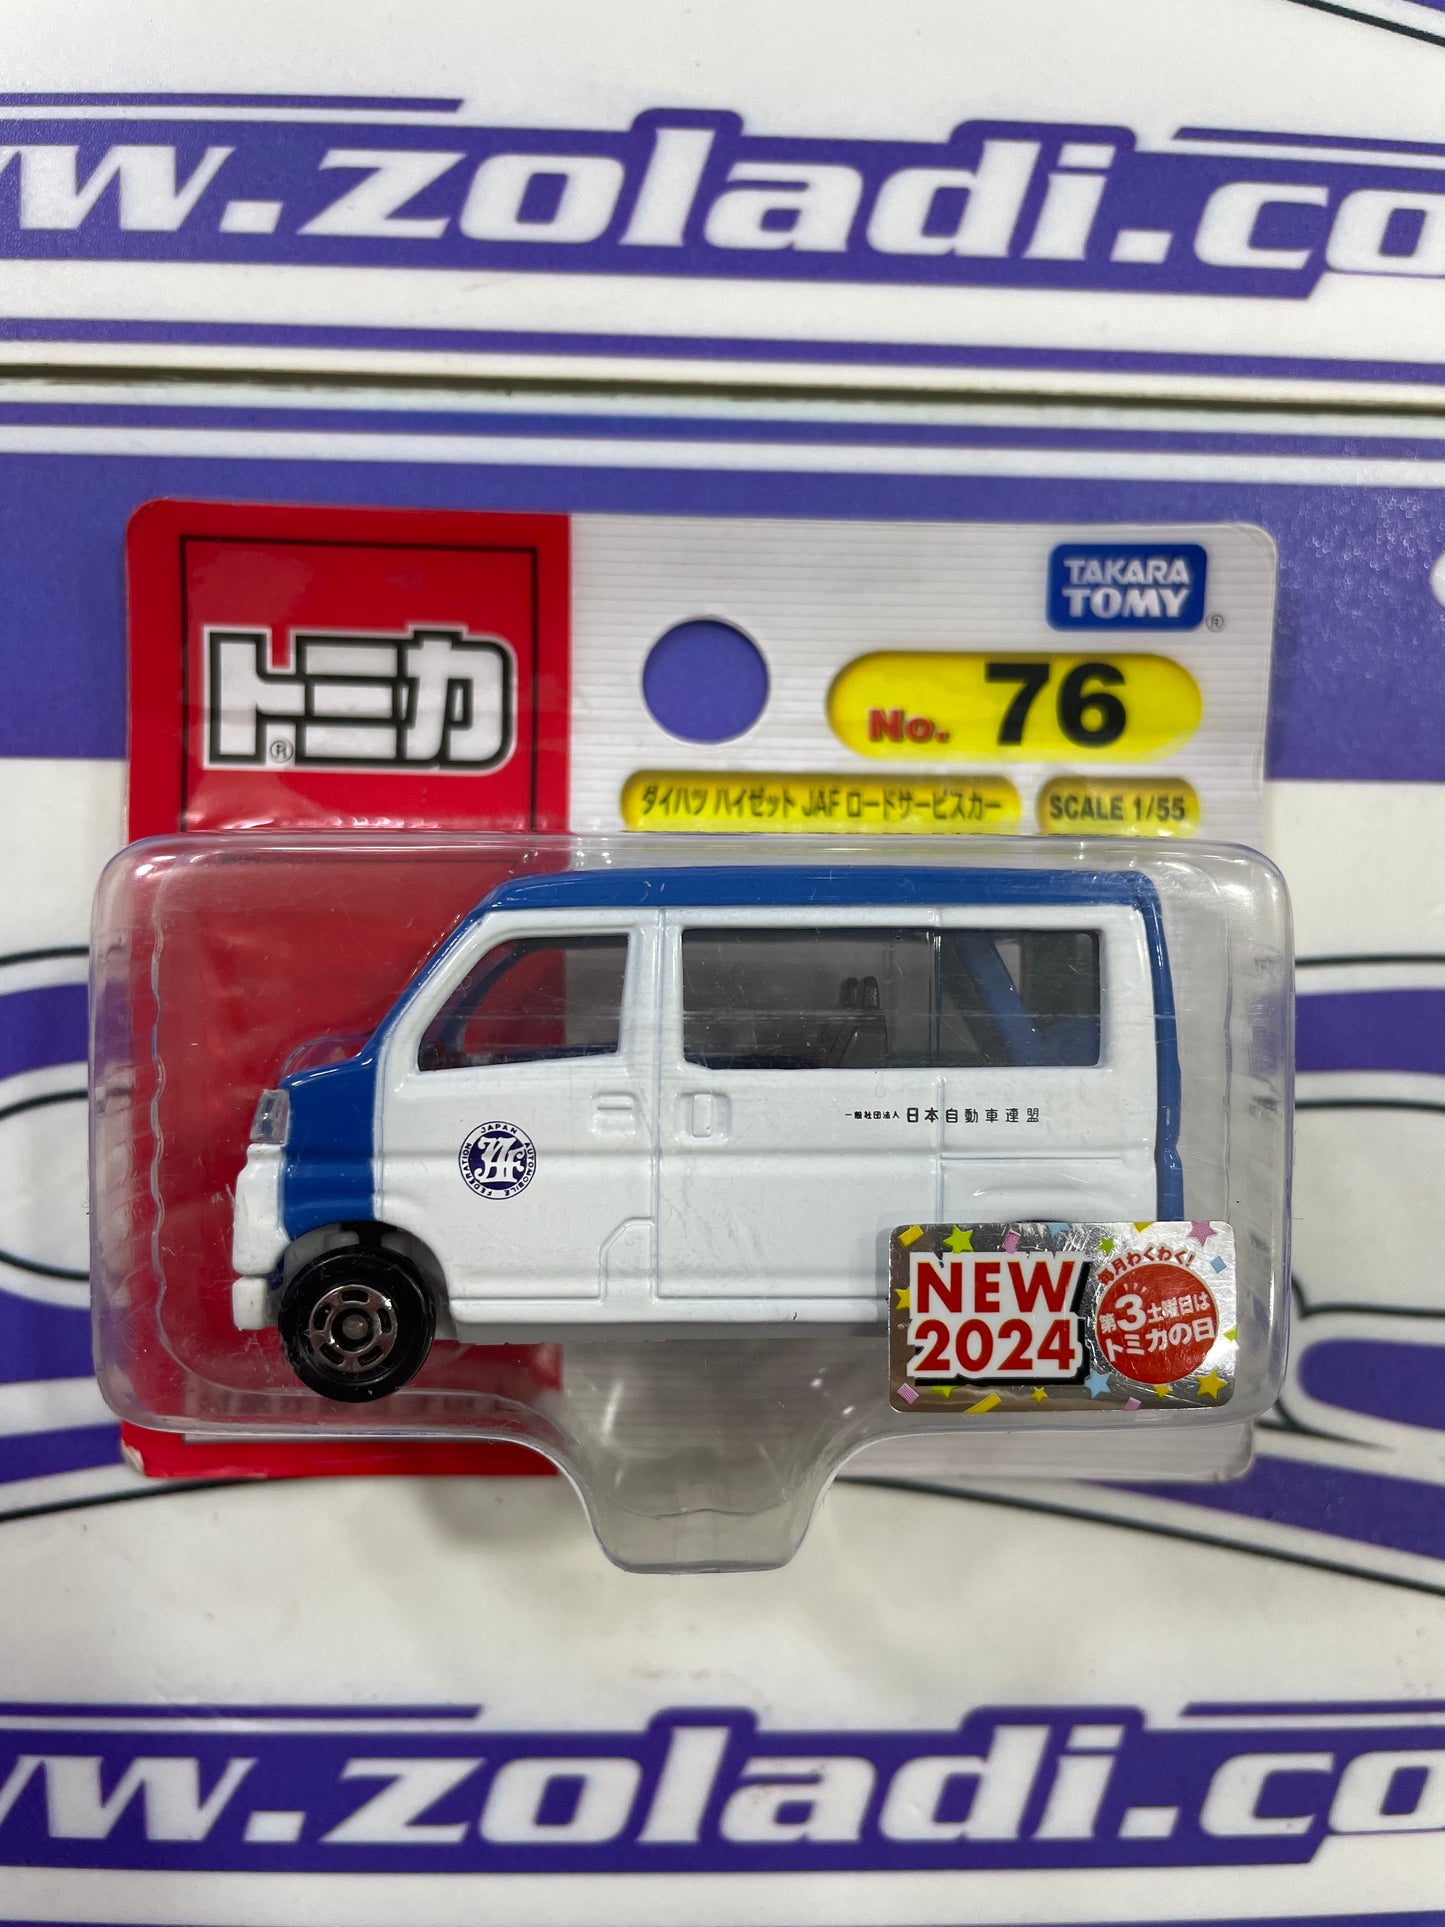 w.zoladi.co
トミカ
®
TAKARA
TOMY
®
No. 76
ダイハツ ハイゼット JAF ロードサービスカー
SCALE 1/55
JAPAN AUTOMOBILE FEDERATION
JAF
一般社団法人 日本自動車連盟
NEW
2024
毎月わくわく!
第3土曜日は
トミカの日
w.zoladi.co